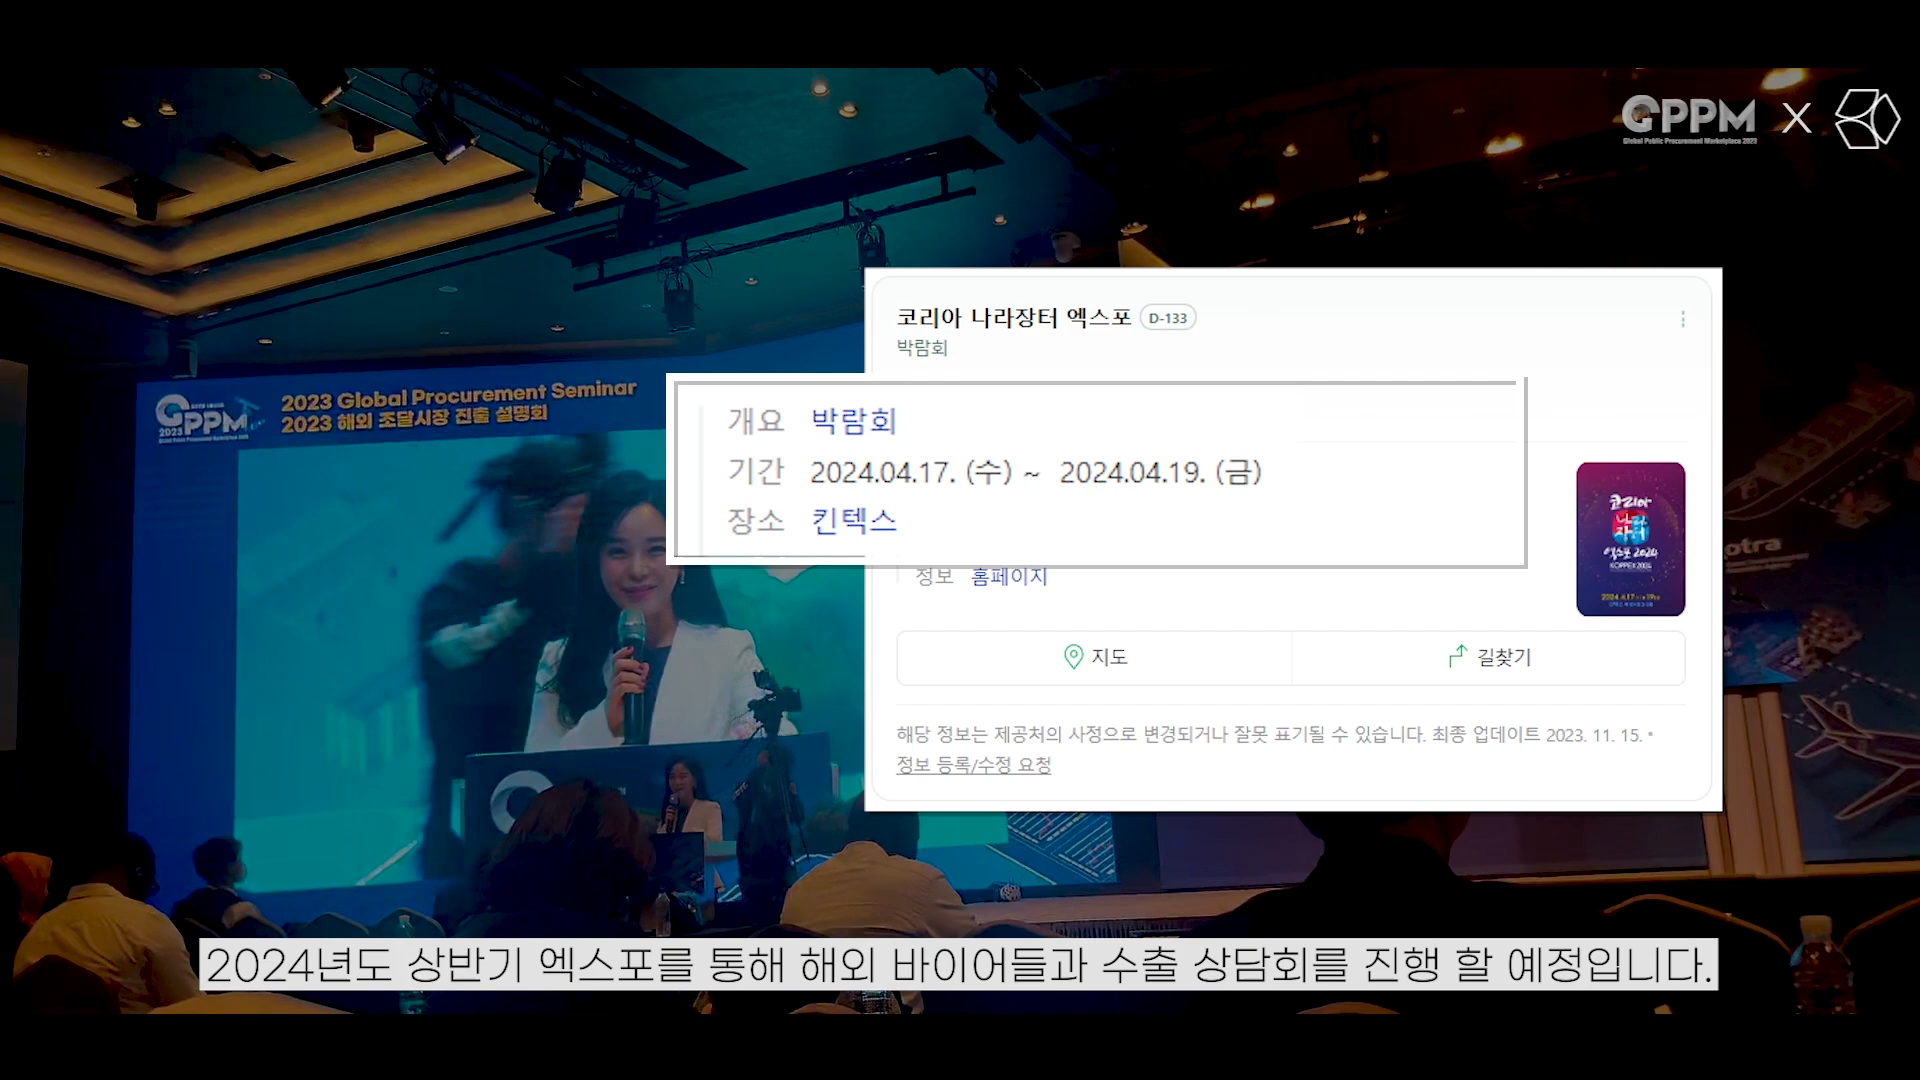 GPPM X
Global Public Procurement Marketplace 2023
코리아 나라장터 엑스포 D-133
박람회
2023 Global Procurement Seminar
2023 해외 조달시장 진출 설명회
GPPM
2023
개요 박람회
기간 2024.04.17. (수) ~ 2024.04.19. (금)
장소 킨텍스
정보 홈페이지
코리아
나라
장터
엑스포 2024
KOPPEX 2024
otra
지도 길찾기
해당 정보는 제공처의 사정으로 변경되거나 잘못 표기될 수 있습니다. 최종 업데이트 2023. 11. 15. •
정보 등록/수정 요청
2024년도 상반기 엑스포를 통해 해외 바이어들과 수출 상담회를 진행 할 예정입니다.